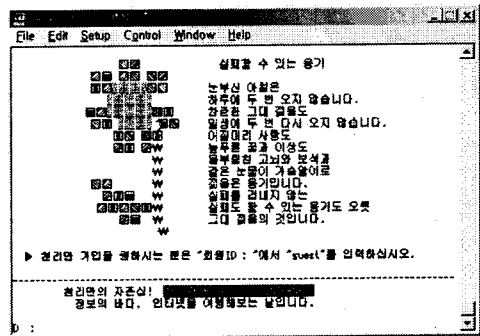 File Edit Setup Control Window Help
실패할 수 있는 용기
눈부신 아침은
하루에 두 번 오지 않습니다.
찬란한 그대 젊음도
일생에 두 번 다시 오지 않습니다.
어질머리 사랑도
높푸른 꿈과 이상도
몸부림친 고뇌와 보석과
같은 눈물이 가슴앓이로
젊음은 용기입니다.
실패를 겁내지 않는
실패도 할 수 있는 용기도 오롯
그대 젊음의 것입니다.
▶ 천리안 가입을 원하시는 분은 "회원ID : "에서 "guest"를 입력하십시오.
천리안의 자존심!
정보의 바다, 인터넷을 여행해보는 날입니다.
D :